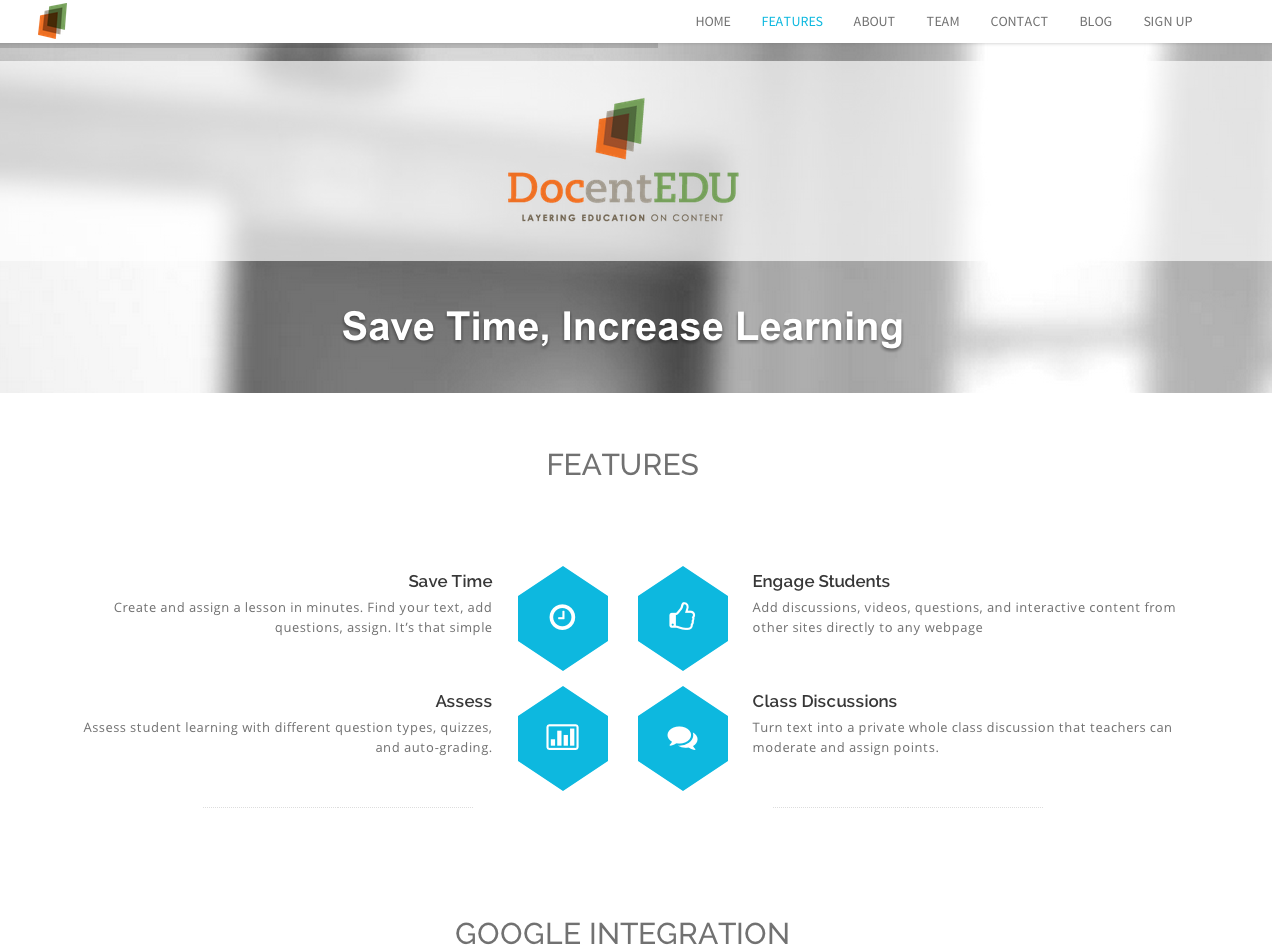 HOME FEATURES ABOUT TEAM CONTACT BLOG SIGN UP
DocentEDU
LAYERING EDUCATION ON CONTENT
Save Time, Increase Learning
FEATURES
Save Time
Create and assign a lesson in minutes. Find your text, add
questions, assign. It’s that simple
Engage Students
Add discussions, videos, questions, and interactive content from
other sites directly to any webpage
Assess
Assess student learning with different question types, quizzes,
and auto-grading.
Class Discussions
Turn text into a private whole class discussion that teachers can
moderate and assign points.
GOOGLE INTEGRATION